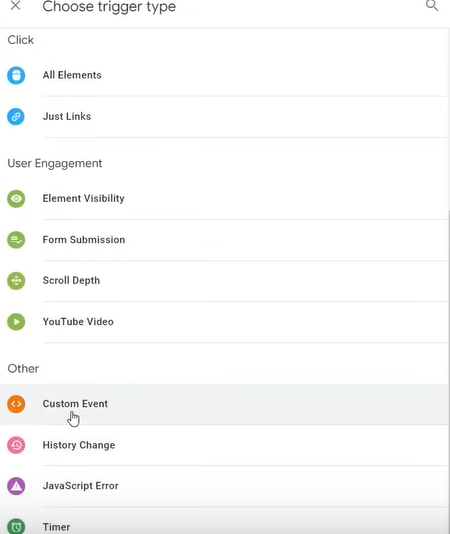 Choose trigger type
Click
All Elements
Just Links
User Engagement
Element Visibility
Form Submission
Scroll Depth
YouTube Video
Other
Custom Event
History Change
JavaScript Error
Timer